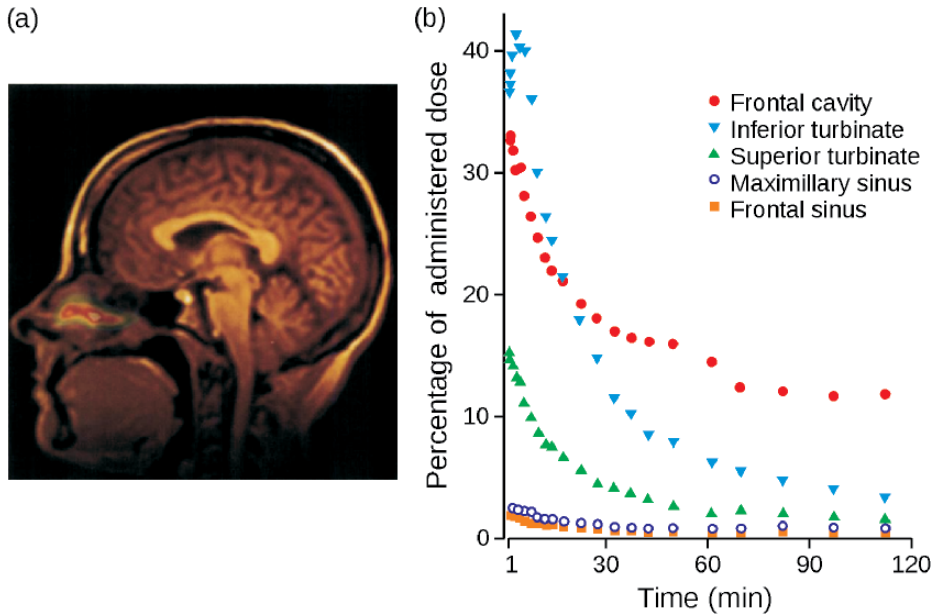 (a)
(b)
Percentage of administered dose
40
30
20
10
0
1
30
60
90
120
Time (min)
Frontal cavity
Inferior turbinate
Superior turbinate
Maximillary sinus
Frontal sinus